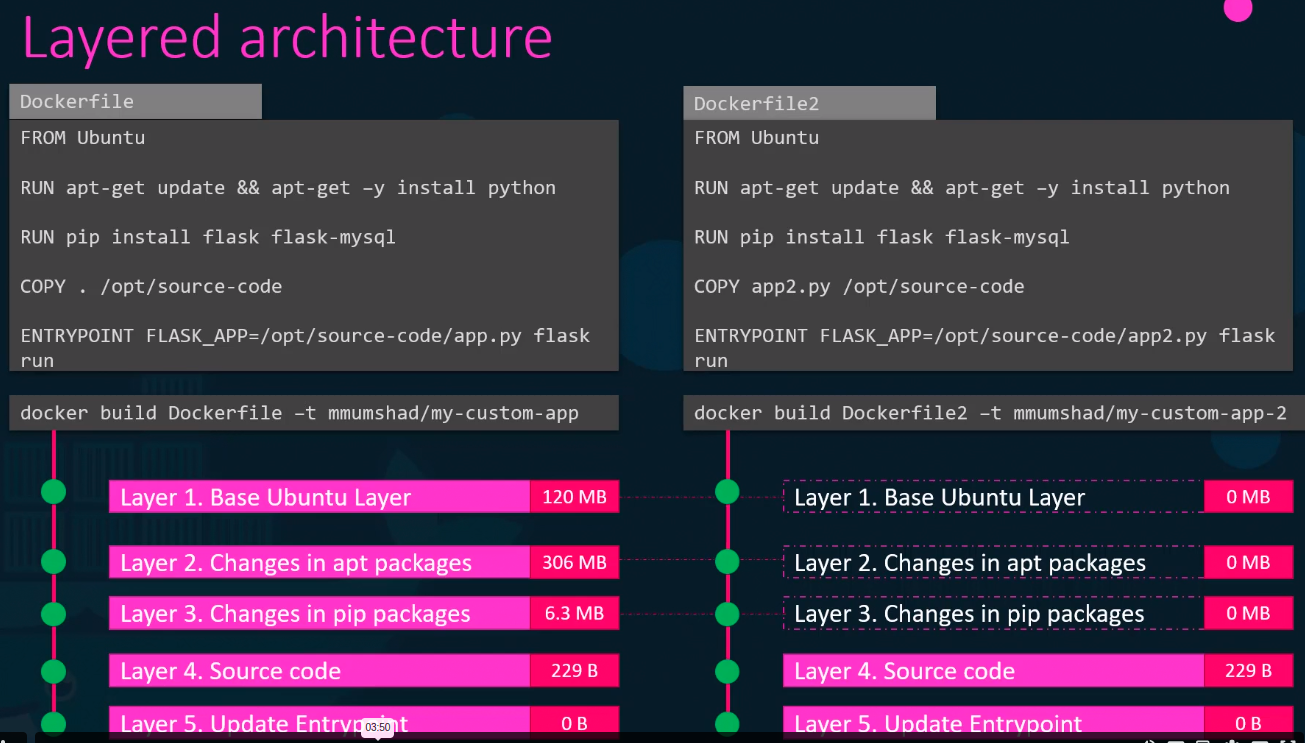 Layered architecture
Dockerfile
FROM Ubuntu
RUN apt-get update && apt-get –y install python
RUN pip install flask flask-mysql
COPY . /opt/source-code
ENTRYPOINT FLASK_APP=/opt/source-code/app.py flask
run
docker build Dockerfile –t mmumshad/my-custom-app
Layer 1. Base Ubuntu Layer 120 MB
Layer 2. Changes in apt packages 306 MB
Layer 3. Changes in pip packages 6.3 MB
Layer 4. Source code 229 B
Layer 5. Update Entrypoint 0 B
Dockerfile2
FROM Ubuntu
RUN apt-get update && apt-get –y install python
RUN pip install flask flask-mysql
COPY app2.py /opt/source-code
ENTRYPOINT FLASK_APP=/opt/source-code/app2.py flask
run
docker build Dockerfile2 –t mmumshad/my-custom-app-2
Layer 1. Base Ubuntu Layer 0 MB
Layer 2. Changes in apt packages 0 MB
Layer 3. Changes in pip packages 0 MB
Layer 4. Source code 229 B
Layer 5. Update Entrypoint 0 B
03:50